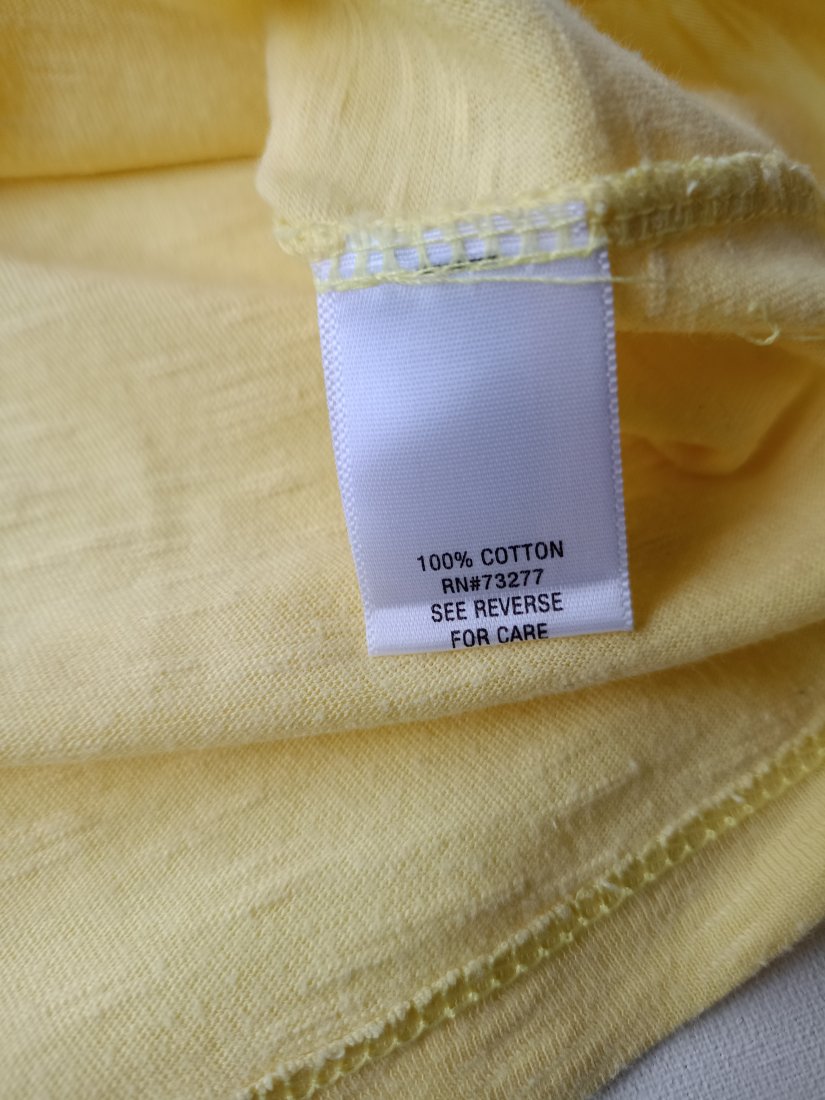 100% COTTON
RN#73277
SEE REVERSE
FOR CARE